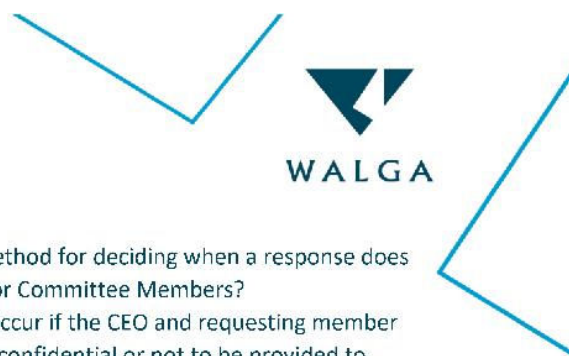 WALGA
ethod for deciding when a response does
or Committee Members?
ccur if the CEO and requesting member
confidential or not to be provided to